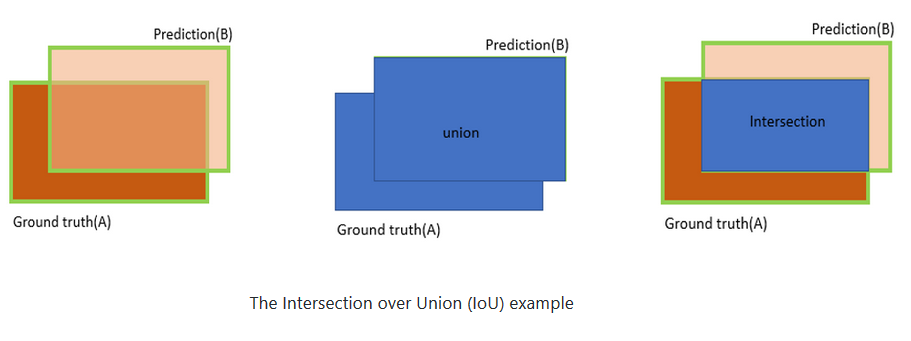 Prediction(B)
Ground truth(A)
Prediction(B)
union
Ground truth(A)
Prediction(B)
Intersection
Ground truth(A)
The Intersection over Union (IoU) example